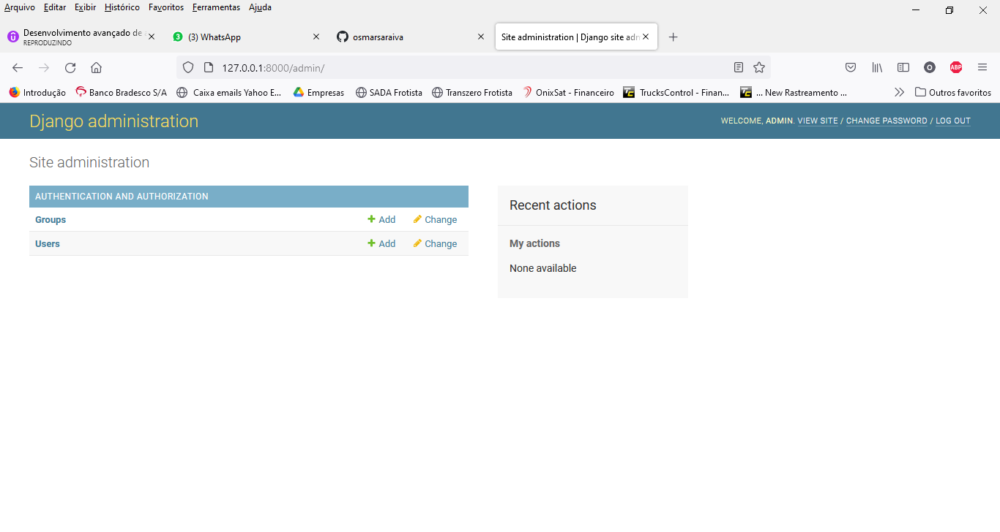 Arquivo Editar Exibir Histórico Favoritos Ferramentas Ajuda
Desenvolvimento avançado de
REPRODUZINDO
3 (3) WhatsApp
osmarsaraiva
Site administration | Django site adm
127.0.0.1:8000/admin/
O
ABP
Introdução Banco Bradesco S/A Caixa emails Yahoo E... Empresas SADA Frotista Transzero Frotista OnixSat - Financeiro TrucksControl - Finan... ... New Rastreamento ... Outros favoritos
Django administration
WELCOME, ADMIN. VIEW SITE / CHANGE PASSWORD / LOG OUT
Site administration
AUTHENTICATION AND AUTHORIZATION
Groups Add Change
Users Add Change
Recent actions
My actions
None available